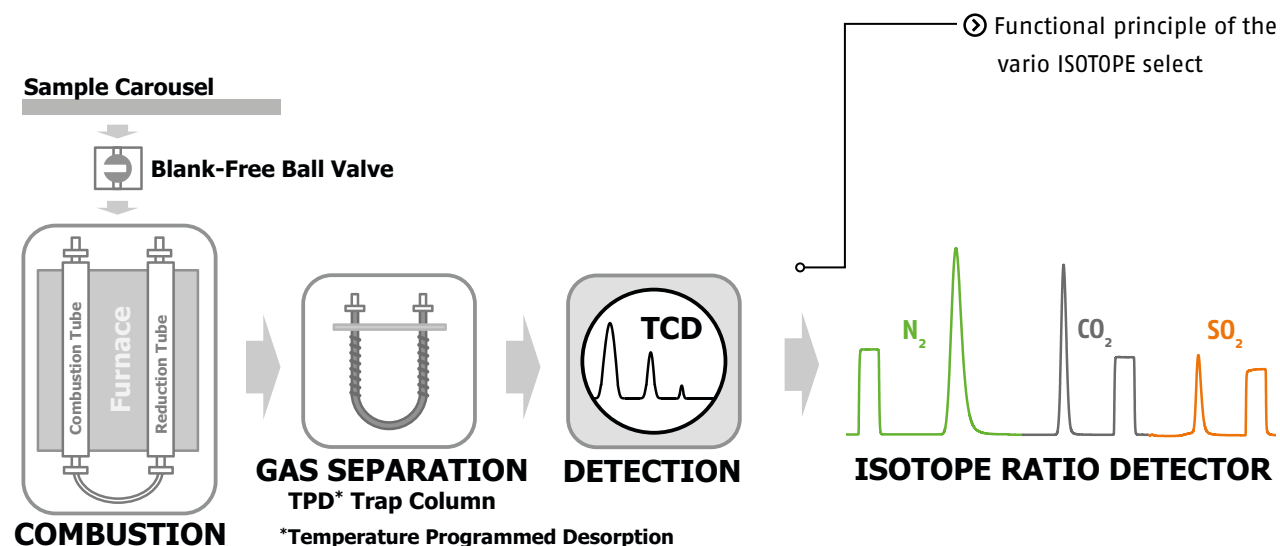 Functional principle of the
vario ISOTOPE select
Sample Carousel
Blank-Free Ball Valve
Combustion Tube
Furnace
Reduction Tube
COMBUSTION
GAS SEPARATION
TPD* Trap Column
*Temperature Programmed Desorption
TCD
DETECTION
N₂
CO₂
SO₂
ISOTOPE RATIO DETECTOR